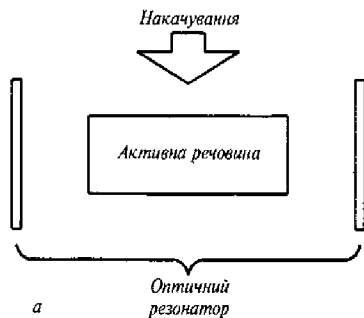 Накачування
Активна речовина
Оптичний
резонатор
а